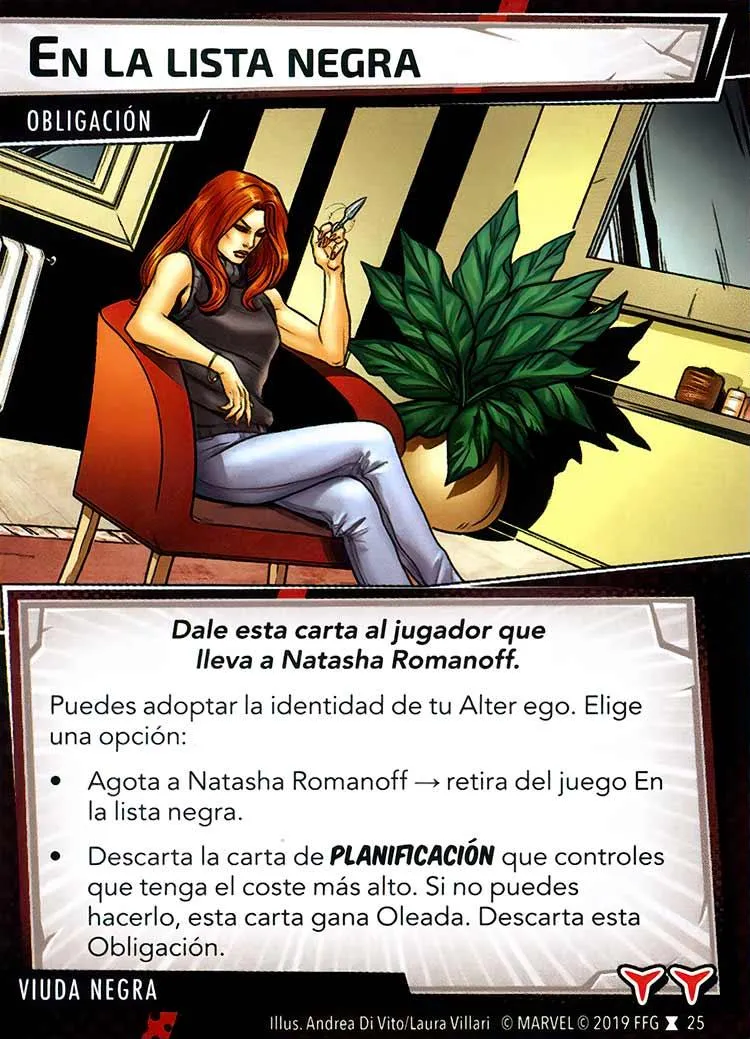 EN LA LISTA NEGRA
OBLIGACIÓN
Dale esta carta al jugador que
lleva a Natasha Romanoff.
Puedes adoptar la identidad de tu Alter ego. Elige
una opción:
• Agota a Natasha Romanoff → retira del juego En
la lista negra.
• Descarta la carta de PLANIFICACIÓN que controles
que tenga el coste más alto. Si no puedes
hacerlo, esta carta gana Oleada. Descarta esta
Obligación.
VIUDA NEGRA
Illus. Andrea Di Vito/Laura Villari © MARVEL © 2019 FFG 25